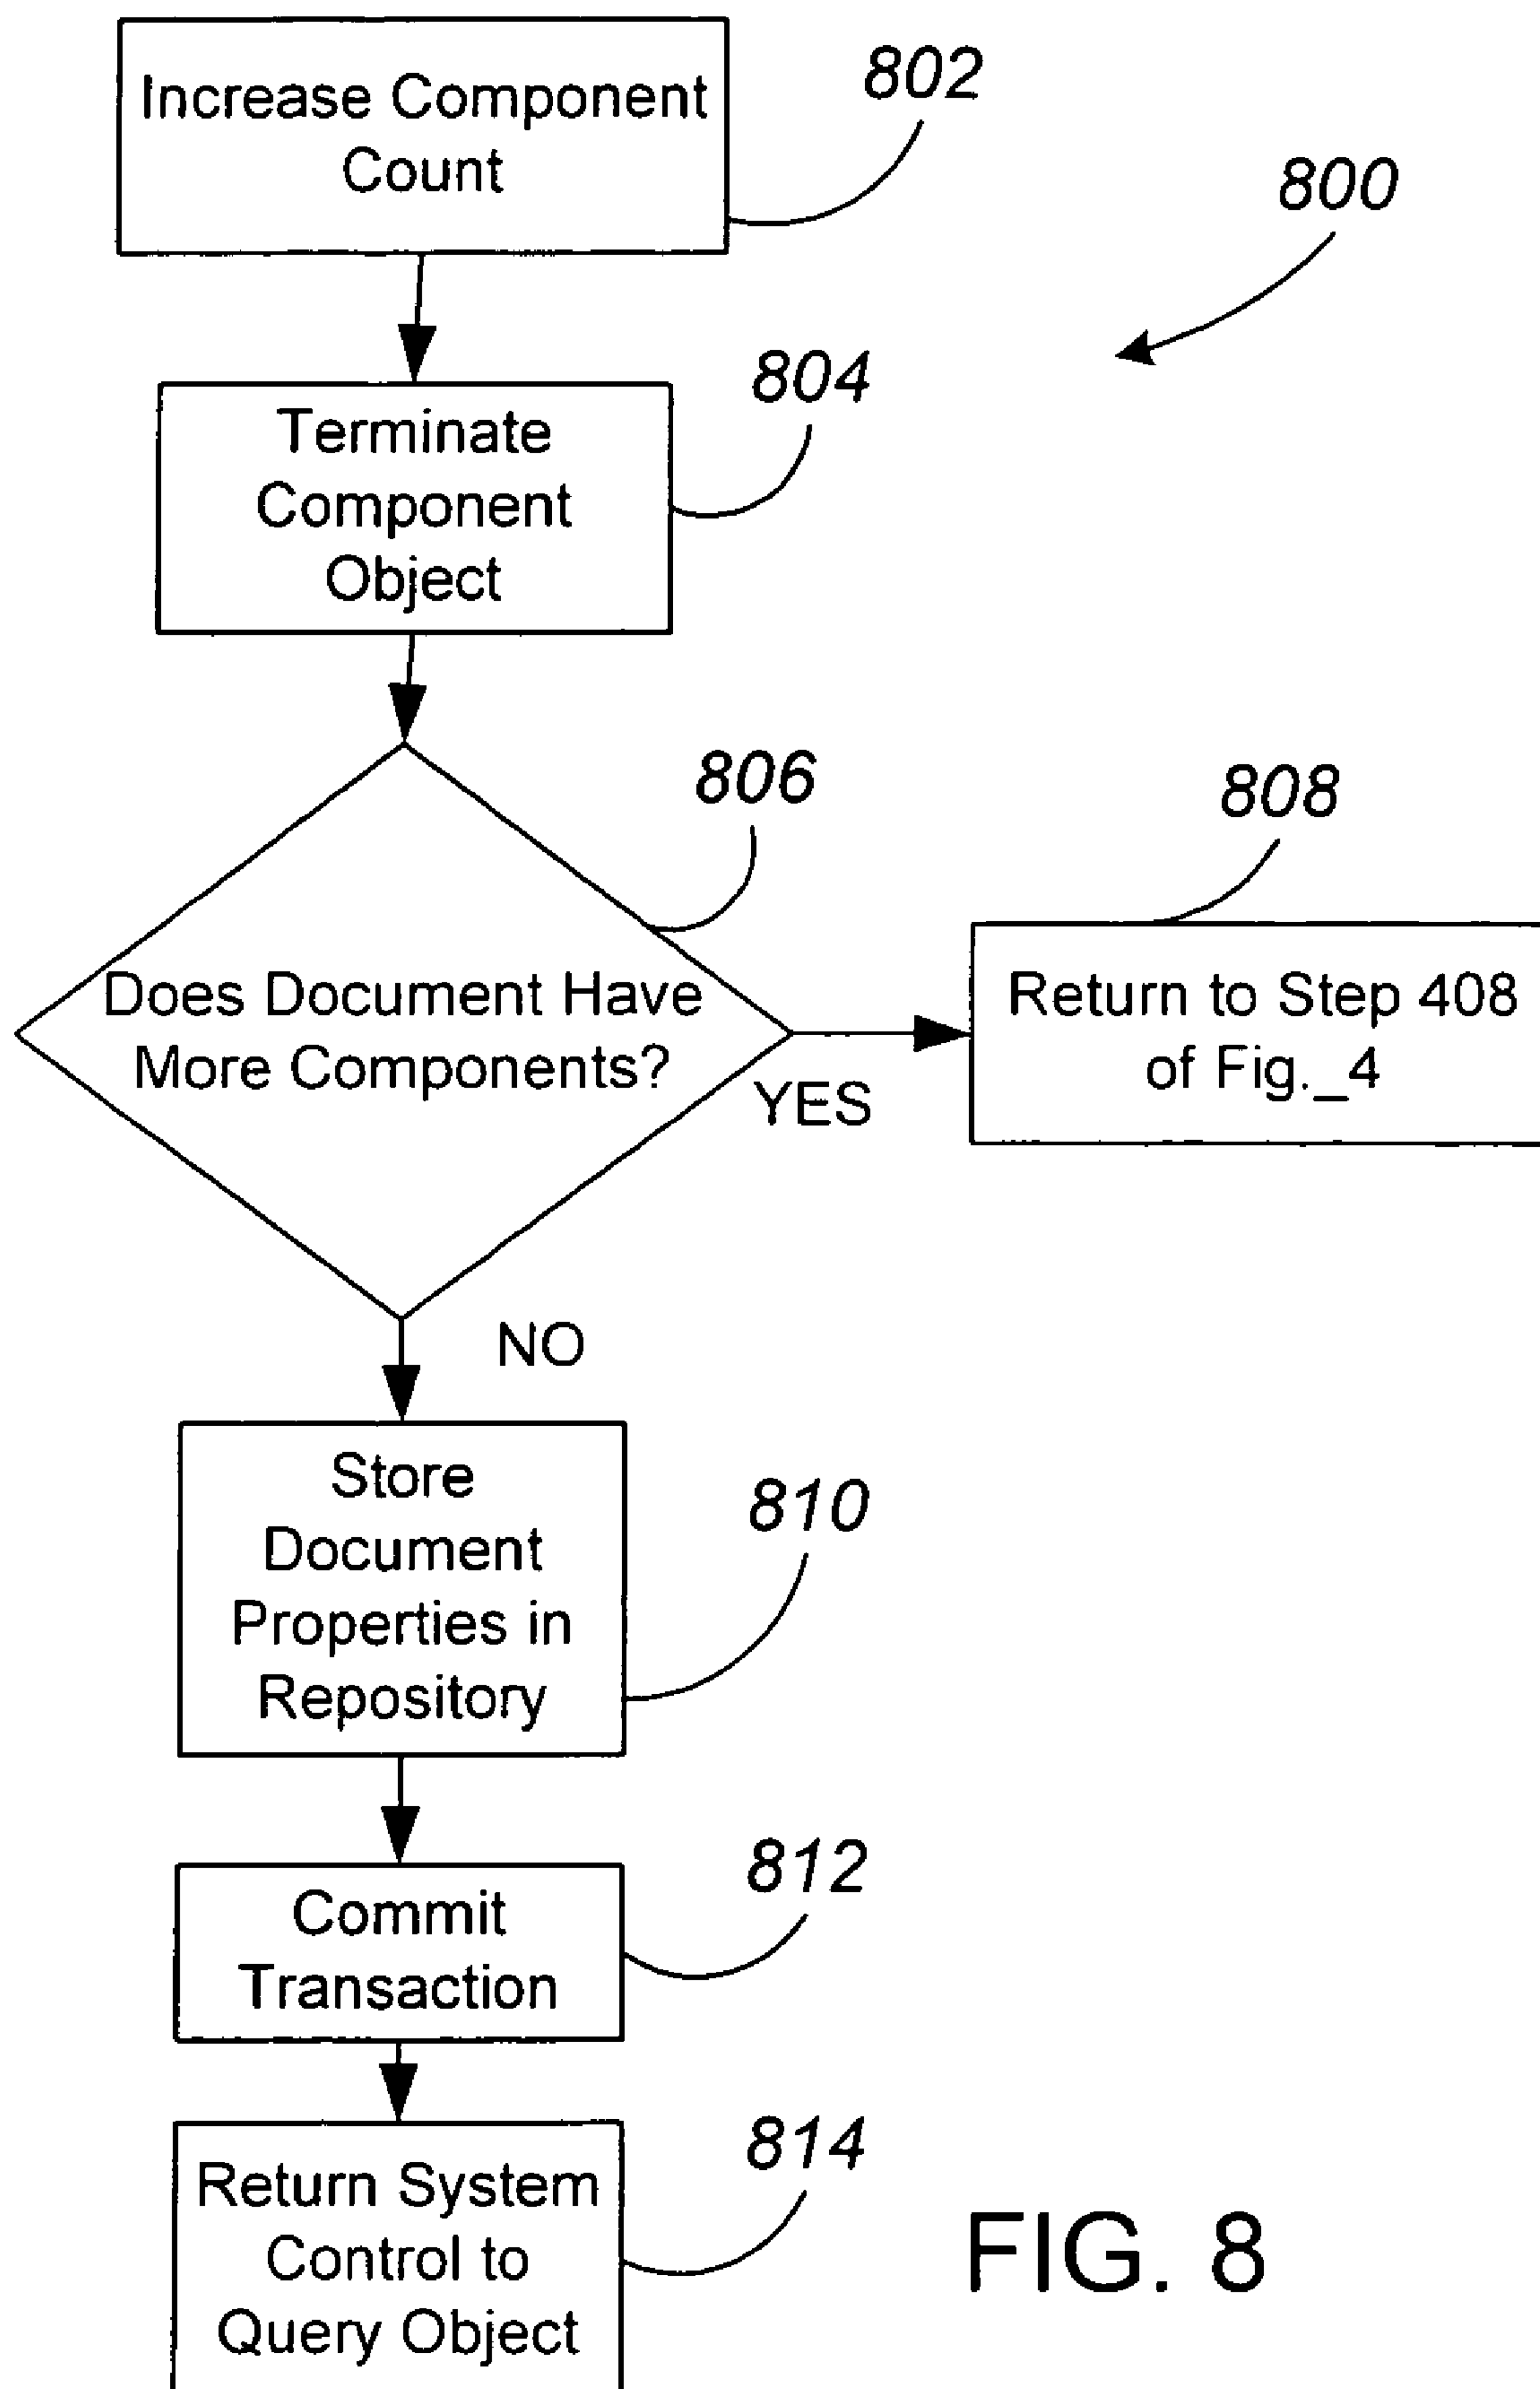 Increase Component
Count
802
800
Terminate
Component
Object
804
806
808
Does Document Have
More Components?
YES
Return to Step 408
of Fig._4
NO
Store
Document
Properties in
Repository
810
Commit
Transaction
812
Return System
Control to
Query Object
814
FIG. 8